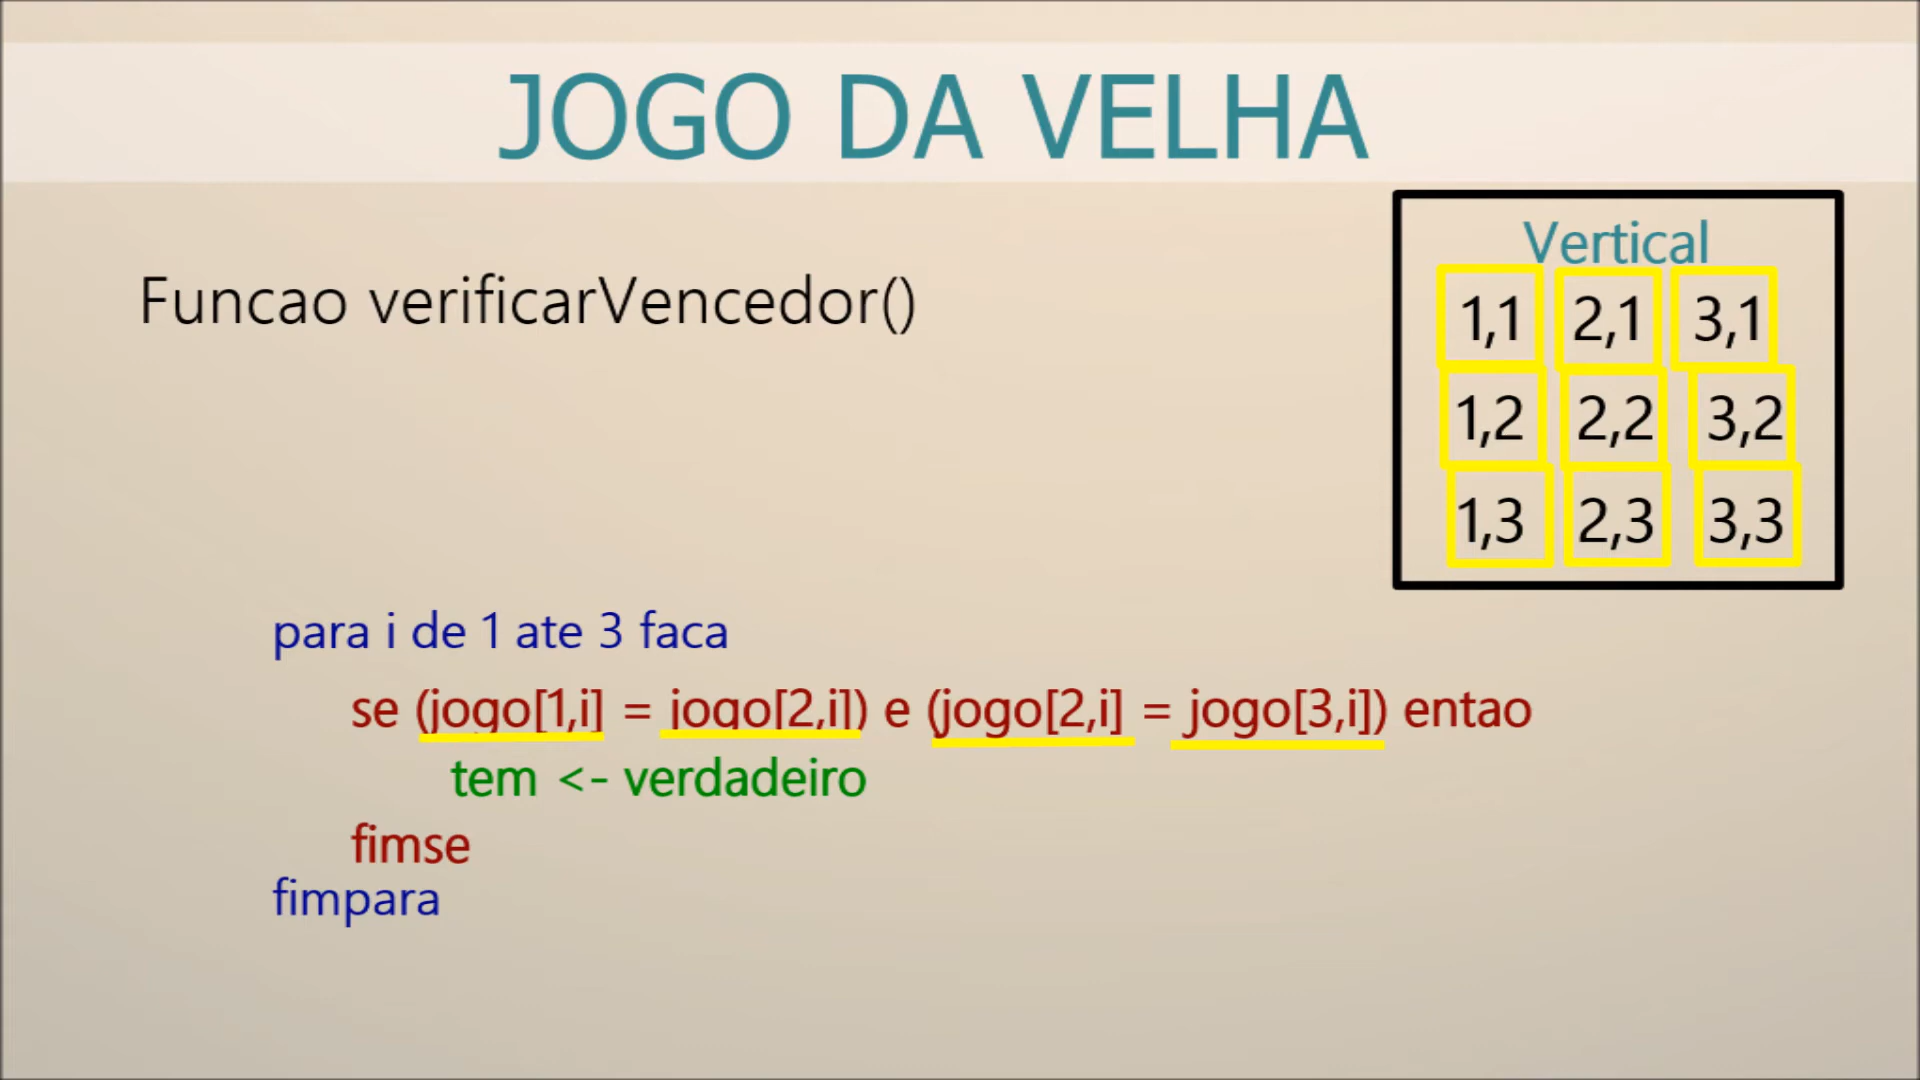 JOGO DA VELHA
Funcao verificarVencedor()
Vertical
1,1 2,1 3,1
1,2 2,2 3,2
1,3 2,3 3,3
para i de 1 ate 3 faca
se (jogo[1,i] = jogo[2,i]) e (jogo[2,i] = jogo[3,i]) entao
tem <- verdadeiro
fimse
fimpara